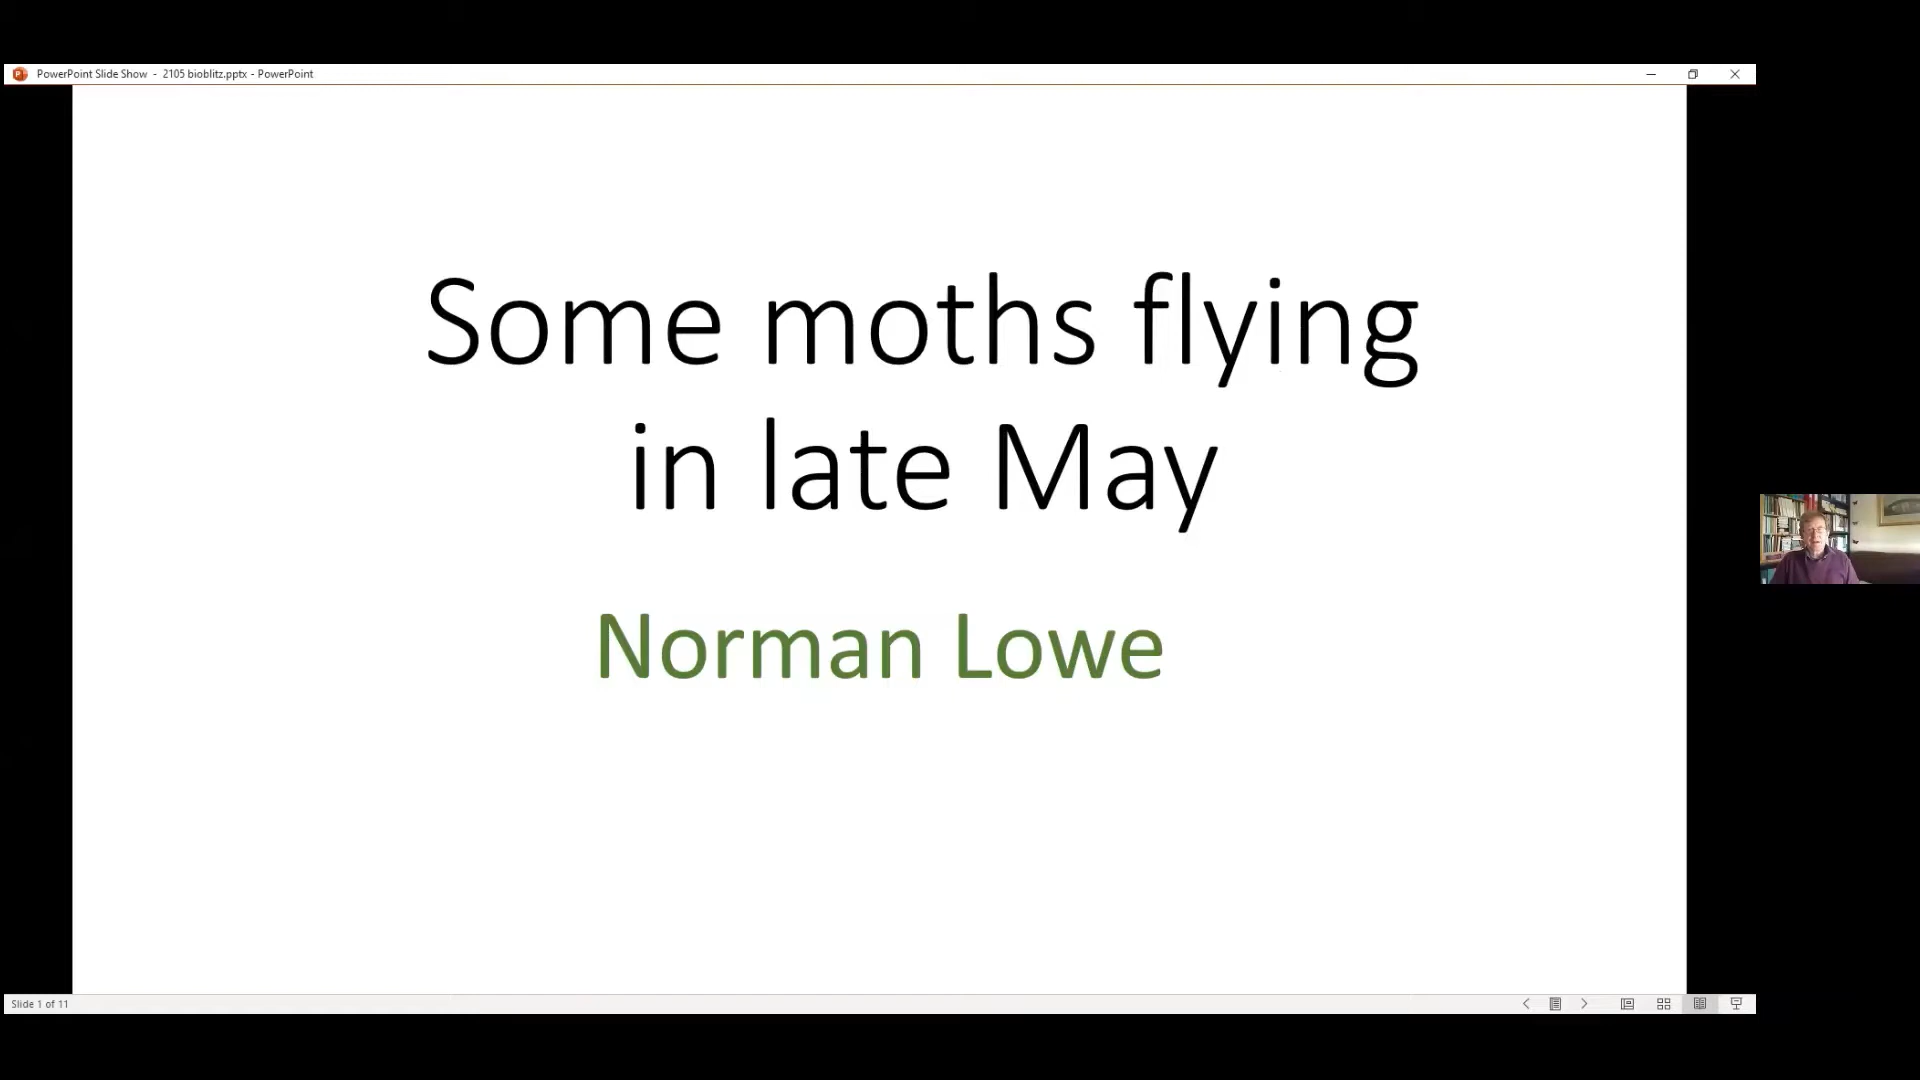 PowerPoint Slide Show - 2105 bioblitz.pptx - PowerPoint
Some moths flying
in late May
Norman Lowe
Slide 1 of 11